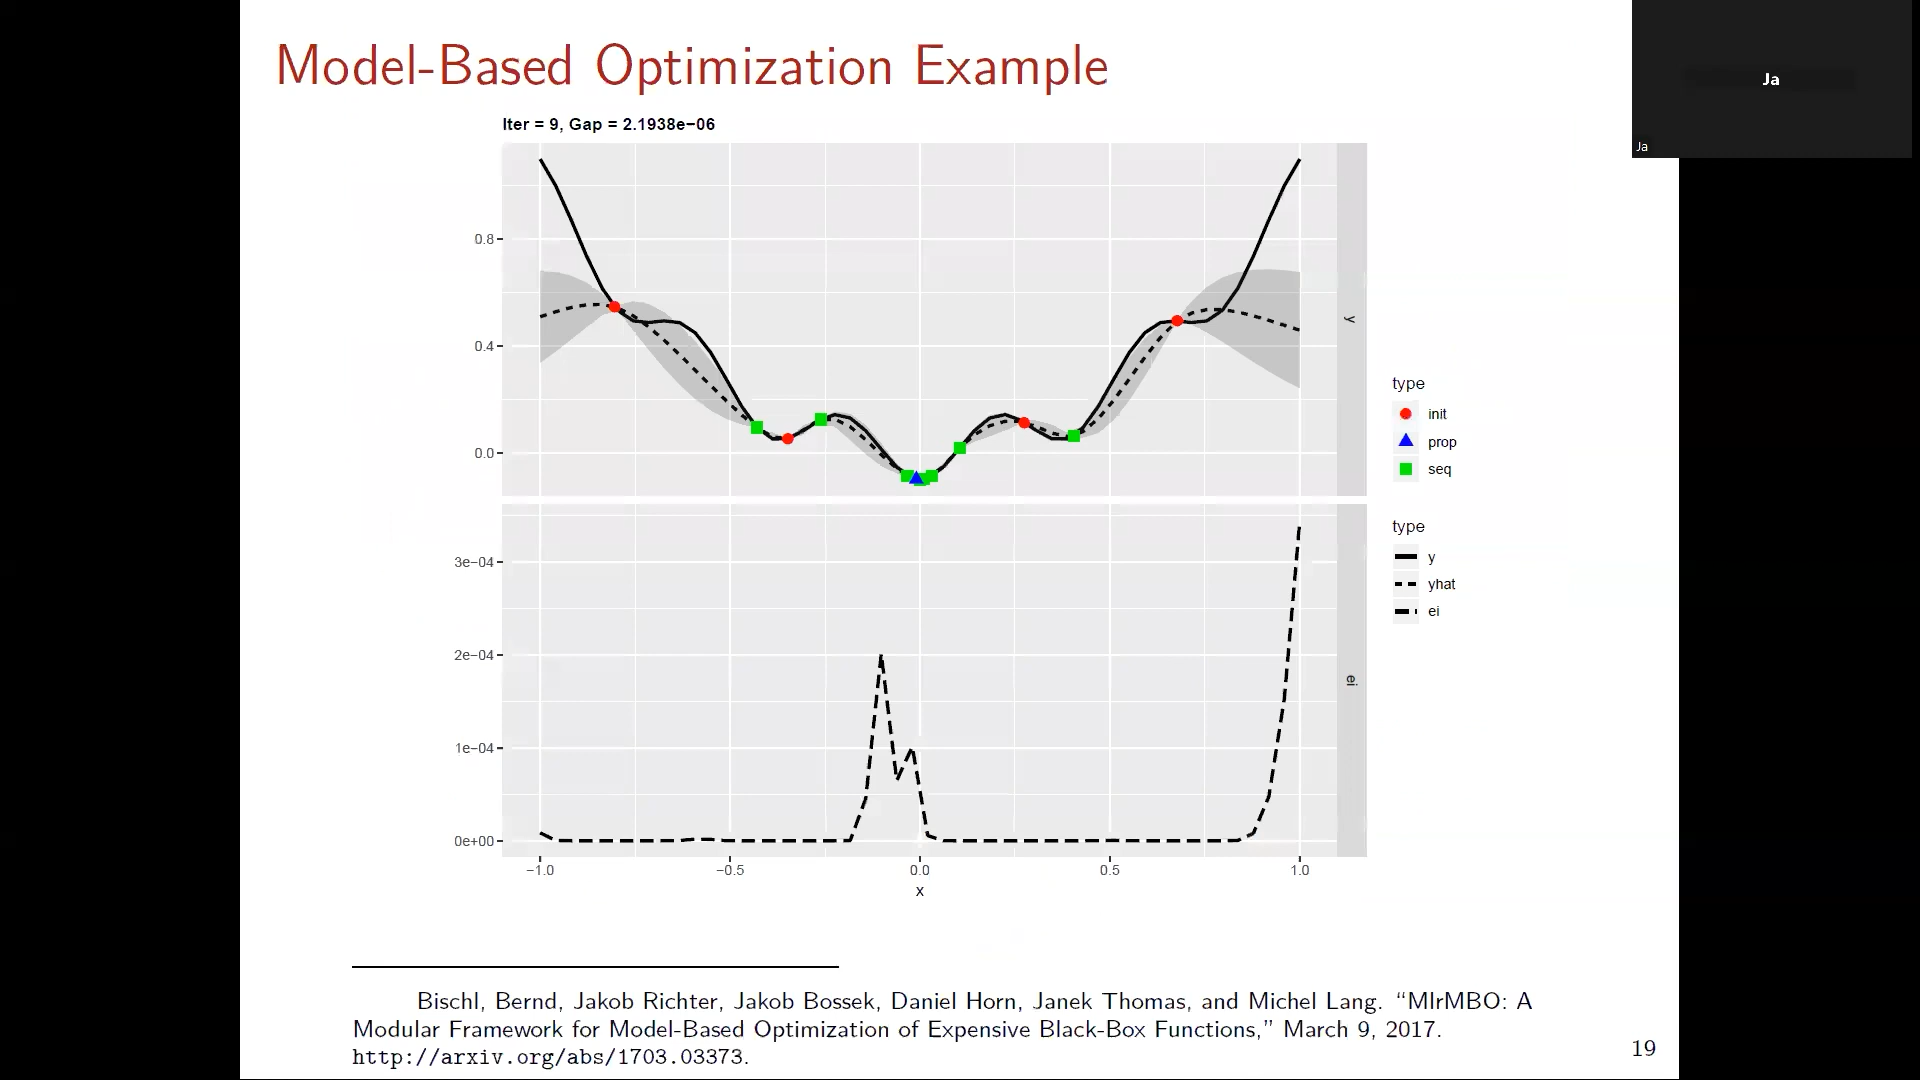 Model-Based Optimization Example
Ja
Ja
Iter = 9, Gap = 2.1938e−06
0.8
0.4
0.0
y
type
init
prop
seq
type
y
yhat
ei
3e−04
2e−04
1e−04
0e+00
ei
−1.0
−0.5
0.0
0.5
1.0
x
Bischl, Bernd, Jakob Richter, Jakob Bossek, Daniel Horn, Janek Thomas, and Michel Lang. “MlrMBO: A
Modular Framework for Model-Based Optimization of Expensive Black-Box Functions,” March 9, 2017.
http://arxiv.org/abs/1703.03373.
19